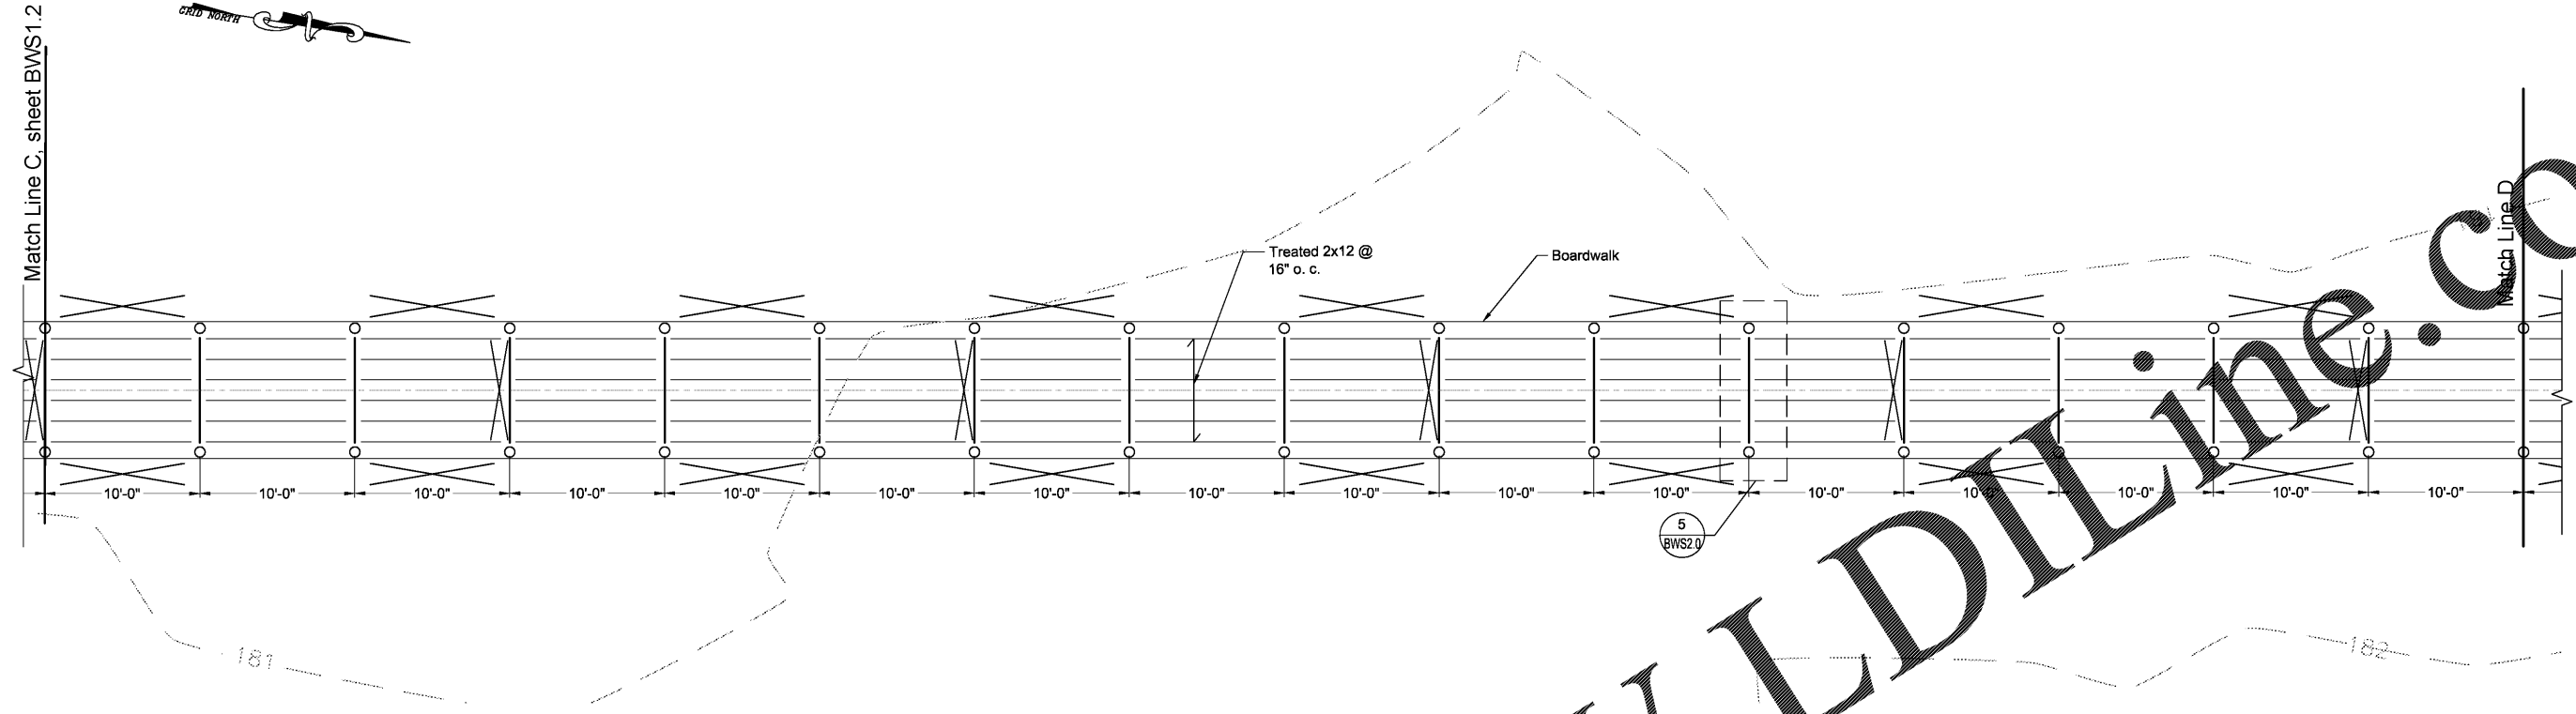 GRID NORTH
Match Line C, sheet BWS1.2
Match Line D
Treated 2x12 @
16" o. c.
Boardwalk
10'-0" 10'-0" 10'-0" 10'-0" 10'-0" 10'-0" 10'-0" 10'-0" 10'-0" 10'-0" 10'-0" 10'-0" 10'-0" 10'-0" 10'-0" 10'-0"
5
BWS2.0
181
182
LDILine.co